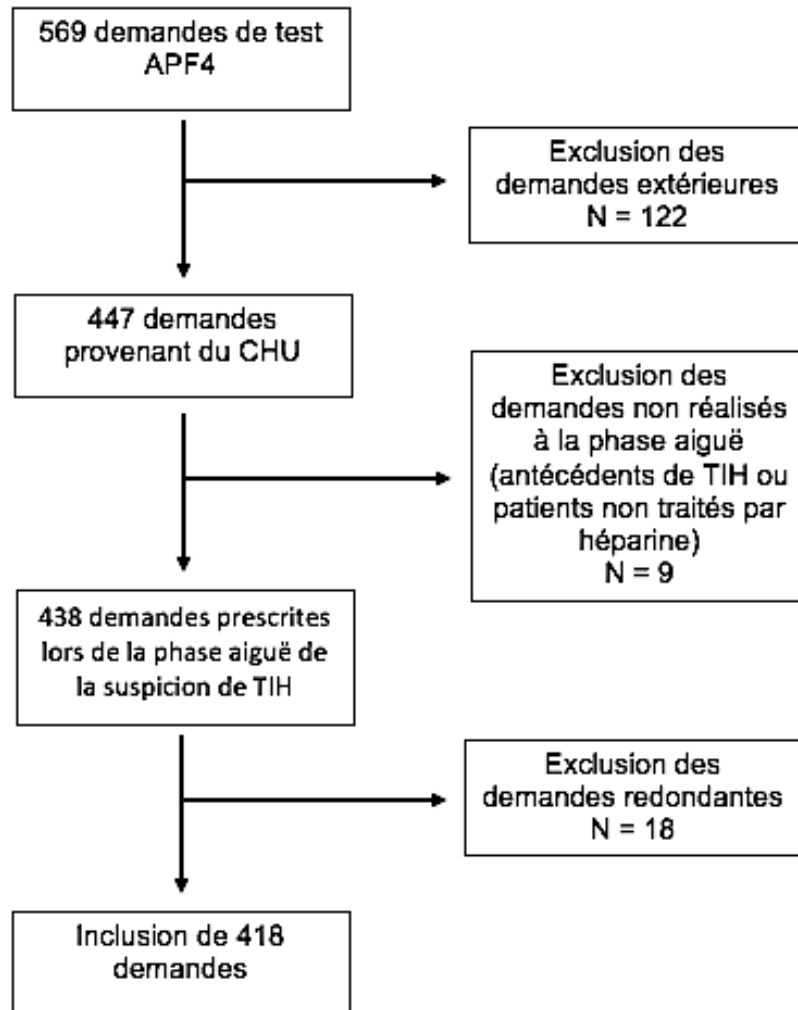 569 demandes de test
APF4
Exclusion des
demandes extérieures
N = 122
447 demandes
provenant du CHU
Exclusion des
demandes non réalisés
à la phase aiguë
(antécédents de TIH ou
patients non traités par
héparine)
N = 9
438 demandes prescrites
lors de la phase aiguë de
la suspicion de TIH
Exclusion des
demandes redondantes
N = 18
Inclusion de 418
demandes